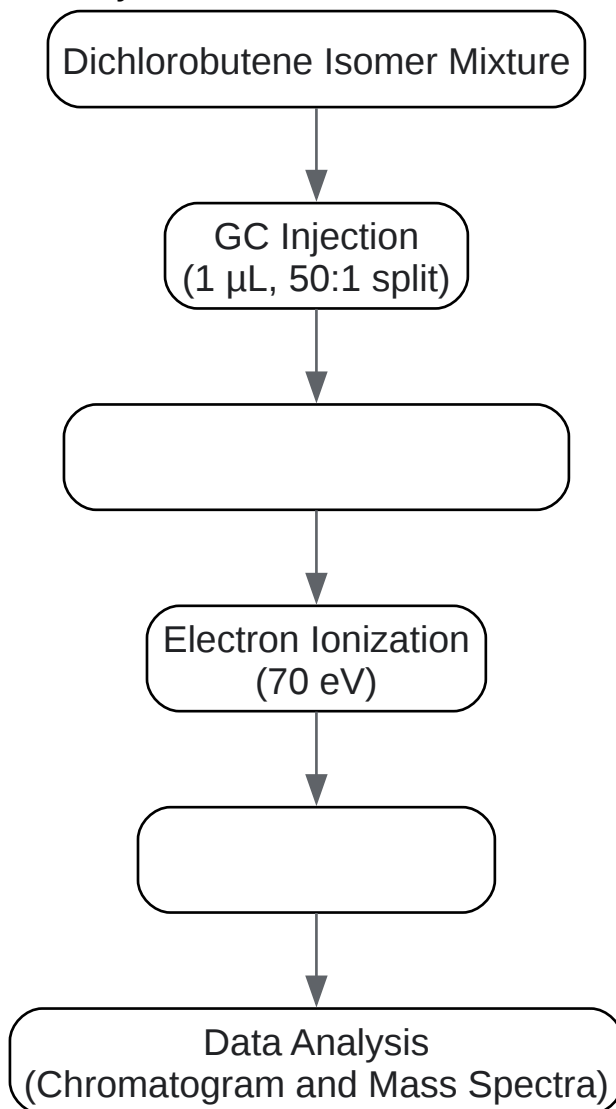 Dichlorobutene Isomer Mixture
GC Injection
(1 µL, 50:1 split)
Electron Ionization
(70 eV)
Data Analysis
(Chromatogram and Mass Spectra)